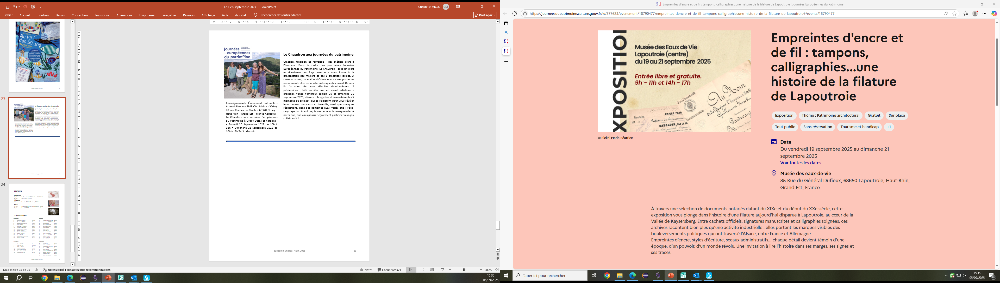 Le Lien septembre 2025 - PowerPoint
Christelle MICLO
CM
Fichier Accueil Insertion Dessin Conception Transitions Animations Diaporama Enregistrer Révision Affichage Aide Acrobat Rechercher des outils adaptés
Partager
Au Fil
des 50 ans
Lapoutroie
23
24
ETAT CIVIL
ANNIVERSAIRES
Journées
européennes
du patrimoine
Le Chaudron aux journées du patrimoine
Création, tradition et recyclage : des métiers d'art à
l'honneur. Dans le cadre des prochaines Journées
Européennes du Patrimoine, Le Chaudron - collectif d'art
et d'artisanat en Pays Welche - vous invite à la
présentation des métiers de ses 5 créatrices locales. A
cette occasion, la mairie d'Orbey ouvrira ses portes et
notamment celles de la salle historique du conseil. Ce sera
là l'occasion de vous dévoiler simultanément 2
patrimoines : bâti architectural et vivant artistique -
artisanal. Venez nombreux samedi 20 et dimanche 21
septembre 2025, découvrir les gestes et savoir-faire des 5
membres du collectif, qui se relaieront pour vous révéler
leurs univers innovants et inventifs, ainsi que quelques
réalisations, dans des domaines aussi variés que : l'éco-
recyclage, la céramique, la vannerie et la marqueterie. A
noter que, que vous pourrez également participer à un jeu
collaboratif !
Renseignements : Événement tout public -
Accessibilité aux PMR Où : Mairie d'Orbey
48 rue Charles de Gaulle - 68370 Orbey –
Haut-Rhin - Grand Est - France Contacts :
Le Chaudron aux Journées Européennes
du Patrimoine à Orbey Dates et horaires :
• Samedi 20 Septembre 2025 de 10h à
18h • Dimanche 21 Septembre 2025 de
10h à 17h Tarif : Gratuit
Bulletin municipal / juin 2025
23
Diapositive 23 de 25
Accessibilité : consultez nos recommandations
Notes
Commentaires
86 %
15:35
05/09/2025
Empreintes d'encre et de fil : tampons, calligraphies...une histoire de la filature de Lapoutroie | Journées Européennes du Patrimoine
https://journeesdupatrimoine.culture.gouv.fr/w/377623/evenement/18790477/empreintes-dencre-et-de-fil-tampons-calligraphiesune-histoire-de-la-filature-de-lapoutroie#/events/18790477
XPOSITIO
Musée des Eaux de Vie
Lapoutroie (centre)
du 19 au 21 septembre 2025
Entrée libre et gratuite.
9h - 11h et 14h - 17h
Au Nom
EMPIRE FRAN
NAPOLÉON, PAR LA GR.
© Bickel Marie-Béatrice
Empreintes d'encre et
de fil : tampons,
calligraphies...une
histoire de la filature
de Lapoutroie
Exposition Thème : Patrimoine architectural Gratuit Sur place
Tout public Sans réservation Tourisme et handicap +1
Date
Du vendredi 19 septembre 2025 au dimanche 21
septembre 2025
Voir toutes les dates
Musée des eaux-de-vie
85 Rue du Général Dufieux, 68650 Lapoutroie, Haut-Rhin,
Grand Est, France
À travers une sélection de documents notariés datant du XIXe et du début du XXe siècle, cette
exposition vous plonge dans l'histoire d'une filature aujourd'hui disparue à Lapoutroie, au cœur de la
Vallée de Kaysersberg. Entre cachets officiels, signatures manuscrites et calligraphies soignées, ces
archives racontent bien plus qu'une activité industrielle : elles portent les marques visibles des
bouleversements politiques qui ont traversé l'Alsace, entre France et Allemagne.
Empreintes d'encre, styles d'écriture, sceaux administratifs... chaque détail devient témoin d'une
époque, d'un pouvoir, d'un monde révolu. Une invitation à lire l'histoire dans ses marges, ses signes et
ses traces.
Taper ici pour rechercher
15:35
05/09/2025
26